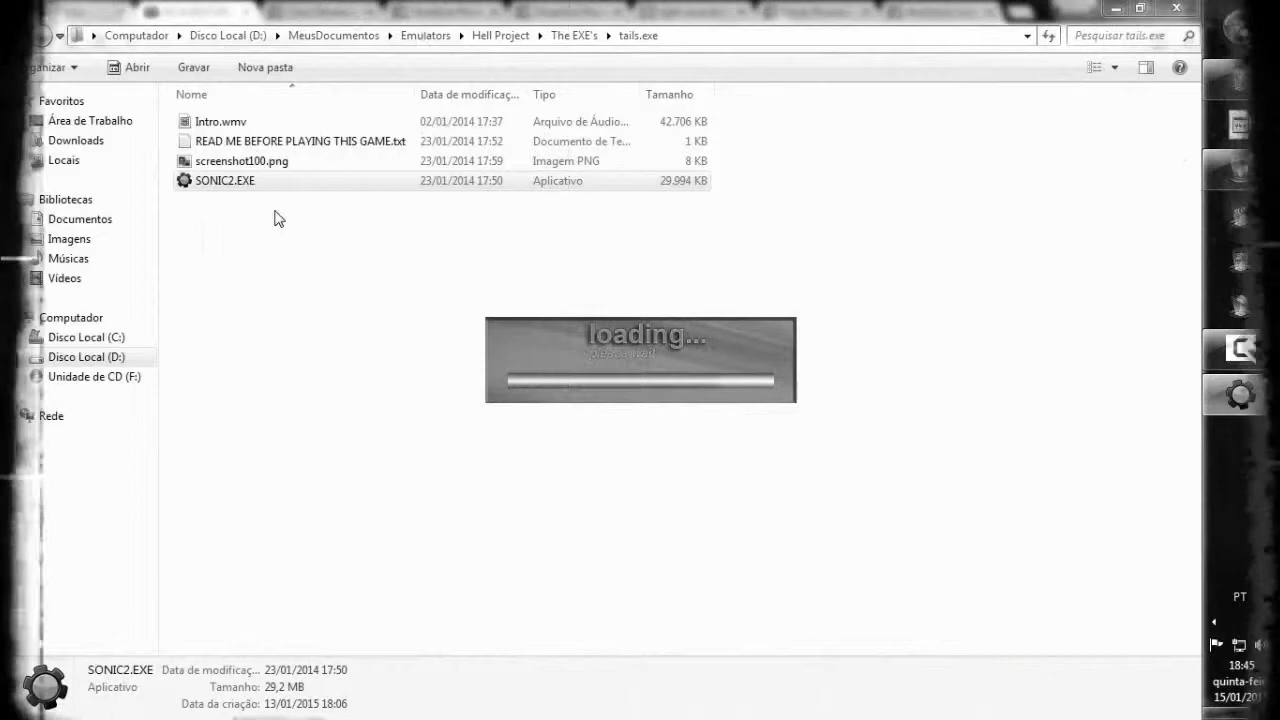 Computador Disco Local (D:) MeusDocumentos Emulators Hell Project The EXE's tails.exe Pesquisar tails.exe
ganizar Abrir Gravar Nova pasta
Nome Data de modificaç... Tipo Tamanho
Intro.wmv 02/01/2014 17:37 Arquivo de Áudio... 42.706 KB
READ ME BEFORE PLAYING THIS GAME.txt 23/01/2014 17:52 Documento de Te... 1 KB
screenshot100.png 23/01/2014 17:59 Imagem PNG 8 KB
SONIC2.EXE 23/01/2014 17:50 Aplicativo 29.994 KB
Favoritos
Área de Trabalho
Downloads
Locais
Bibliotecas
Documentos
Imagens
Músicas
Vídeos
Computador
Disco Local (C:)
Disco Local (D:)
Unidade de CD (F:)
Rede
loading...
please wait!
SONIC2.EXE Data de modificaç... 23/01/2014 17:50
Aplicativo Tamanho: 29,2 MB
Data da criação: 13/01/2015 18:06
PT
18:45
quinta-fei
15/01/20